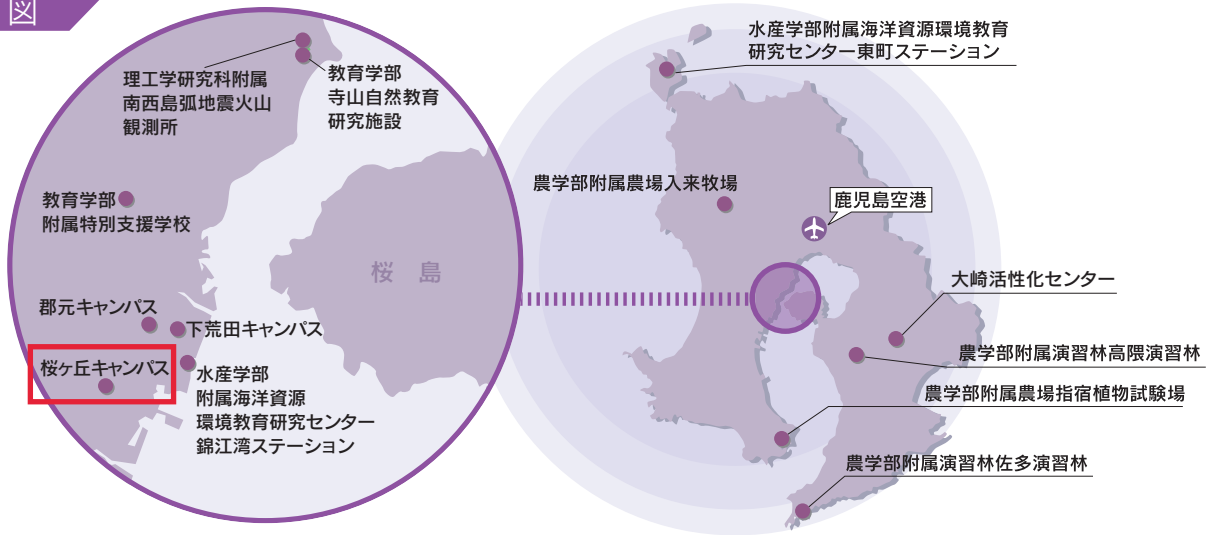 図
理工学研究科附属
南西島弧地震火山
観測所
教育学部
寺山自然教育
研究施設
教育学部
附属特別支援学校
桜 島
郡元キャンパス
下荒田キャンパス
桜ヶ丘キャンパス
水産学部
附属海洋資源
環境教育研究センター
錦江湾ステーション
水産学部附属海洋資源環境教育
研究センター東町ステーション
農学部附属農場入来牧場
鹿児島空港
大崎活性化センター
農学部附属演習林高隈演習林
農学部附属農場指宿植物試験場
農学部附属演習林佐多演習林